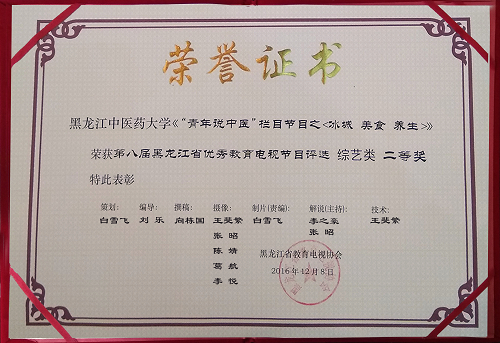 荣誉证书
黑龙江中医药大学《“青年说中医”栏目节目之<冰城 美食 养生>》
荣获第八届黑龙江省优秀教育电视节目评选 综艺类 二等奖
特此表彰
策划: 编导: 撰稿: 摄像: 制片(责编): 解说(主持): 技术:
白雪飞 刘 乐 向栋国 王斐繁 白雪飞 李之豪 王斐繁
张 昭 张 昭
陈 婧
葛 航
李 悦
黑龙江省教育电视协会
2016年12月8日